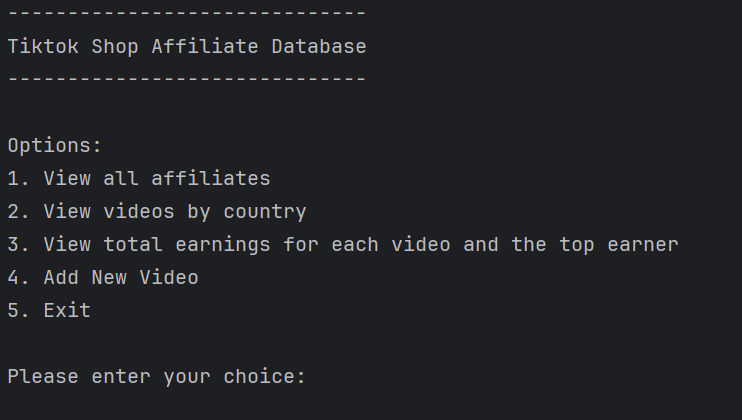 ------------------------------
Tiktok Shop Affiliate Database
------------------------------
Options:
1. View all affiliates
2. View videos by country
3. View total earnings for each video and the top earner
4. Add New Video
5. Exit
Please enter your choice: